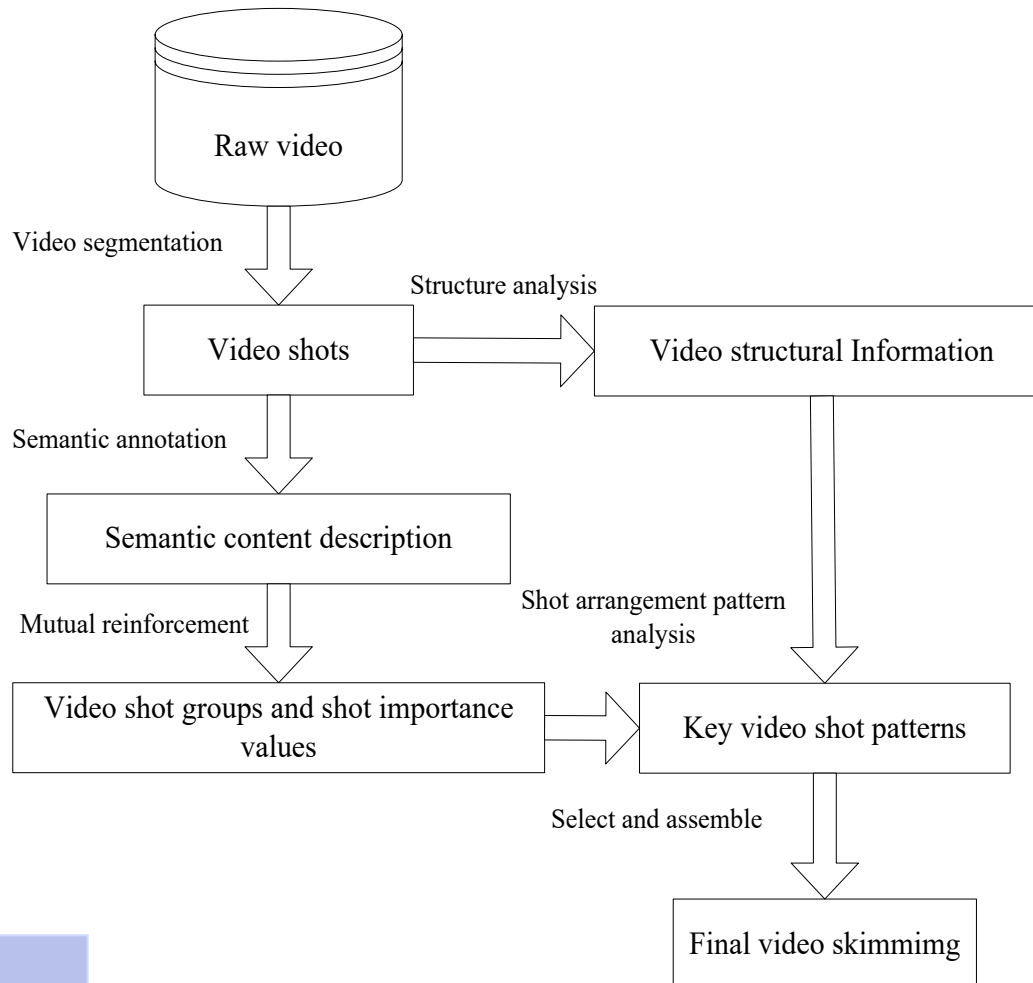 Raw video
Video segmentation
Structure analysis
Video shots
Video structural Information
Semantic annotation
Semantic content description
Mutual reinforcement
Shot arrangement pattern
analysis
Video shot groups and shot importance
values
Key video shot patterns
Select and assemble
Final video skimmimg